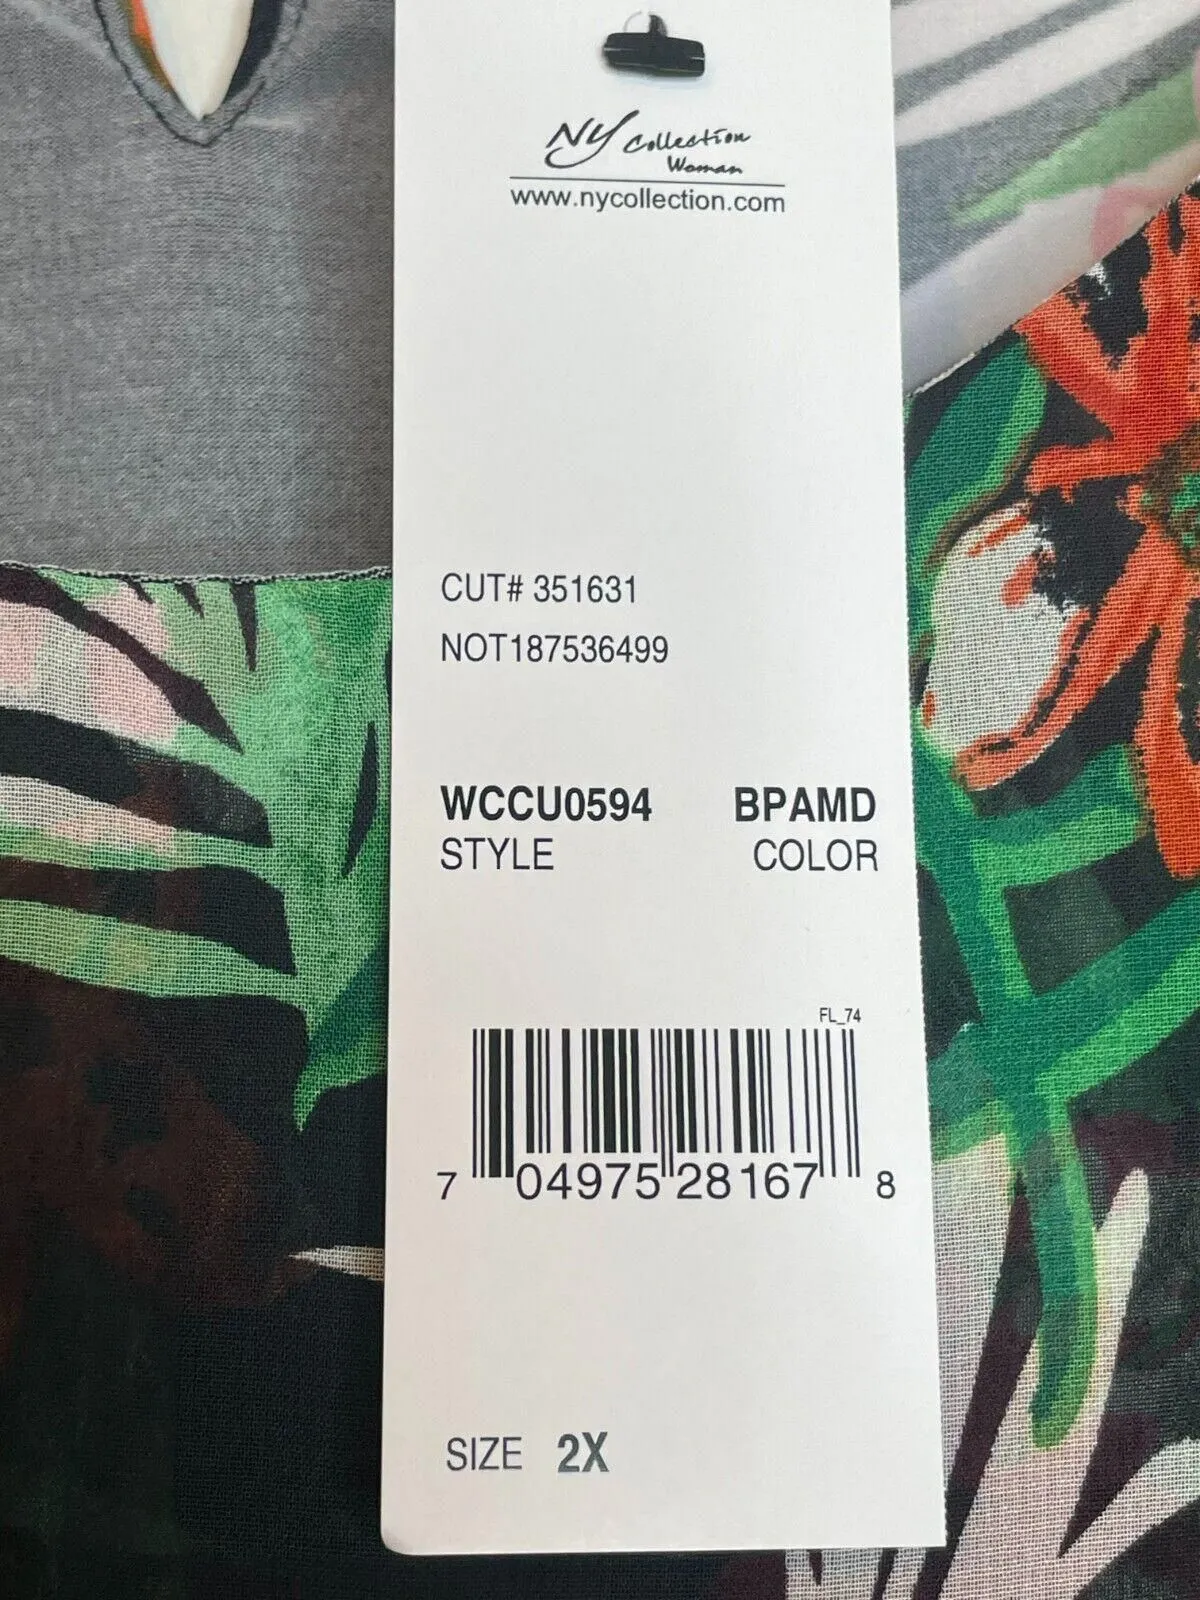 NY Collection
Woman
www.nycollection.com
CUT# 351631
NOT187536499
WCCU0594 BPAMD
STYLE COLOR
FL_74
7 04975 28167 8
SIZE 2X